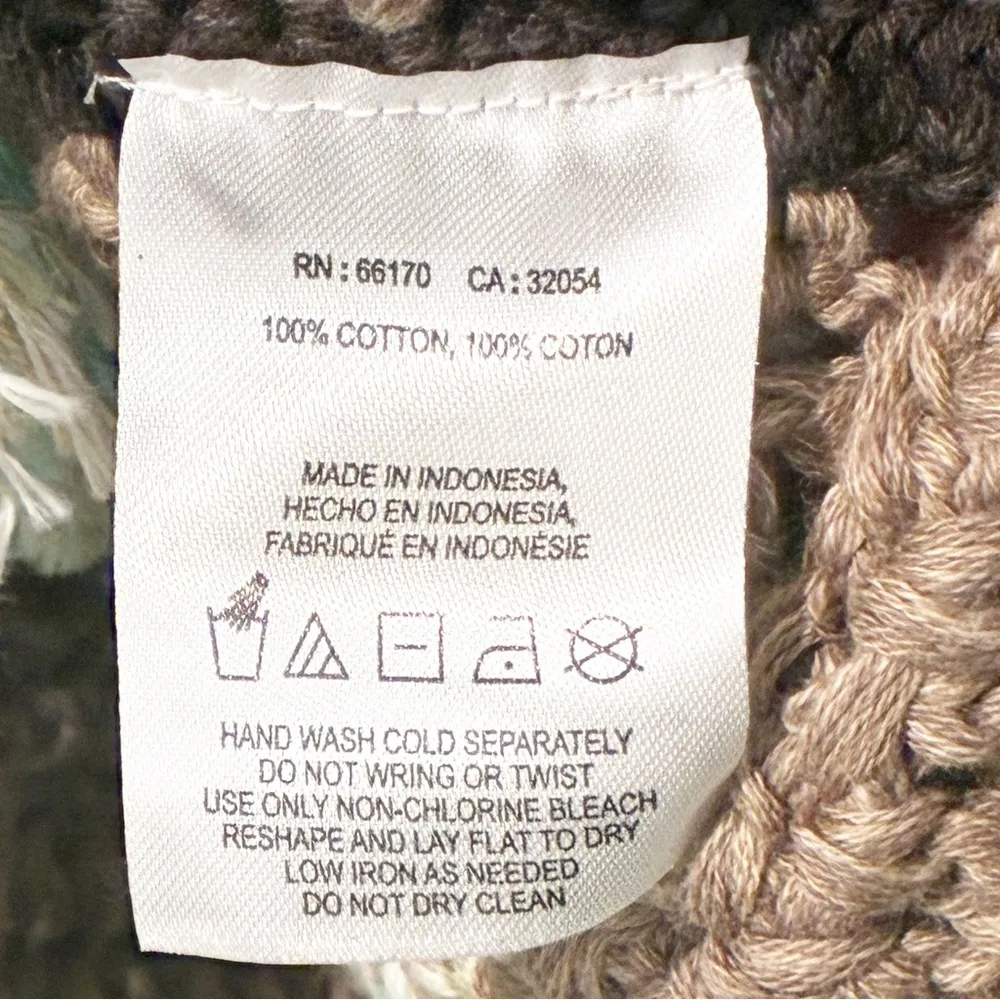 RN : 66170 CA : 32054
100% COTTON, 100% COTON
MADE IN INDONESIA,
HECHO EN INDONESIA,
FABRIQUÉ EN INDONÉSIE
HAND WASH COLD SEPARATELY
DO NOT WRING OR TWIST
USE ONLY NON-CHLORINE BLEACH
RESHAPE AND LAY FLAT TO DRY
LOW IRON AS NEEDED
DO NOT DRY CLEAN